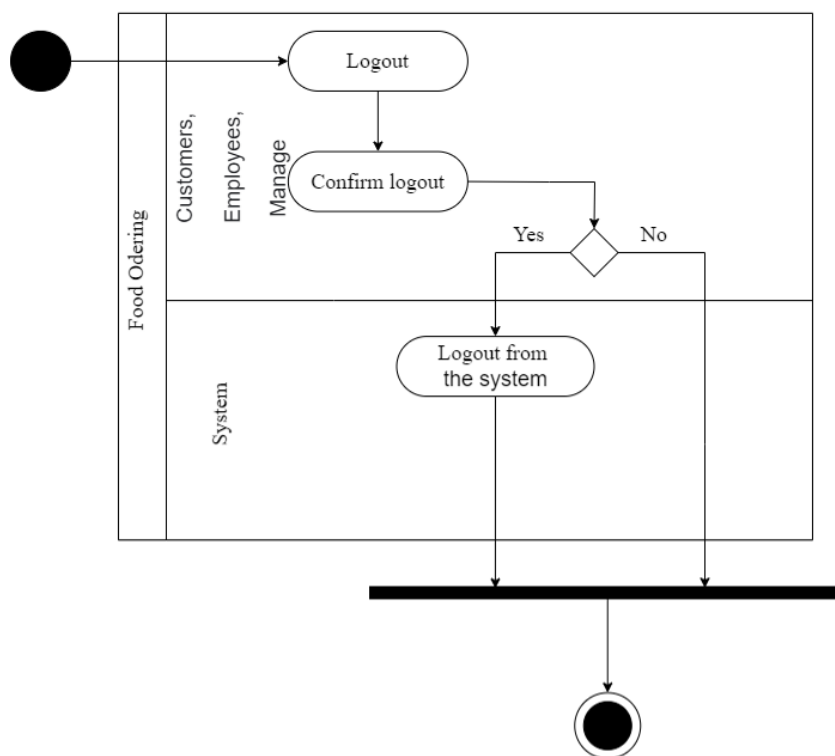 Food Odering
Customers,
Employees,
Manage
Logout
Confirm logout
Yes
No
System
Logout from
the system